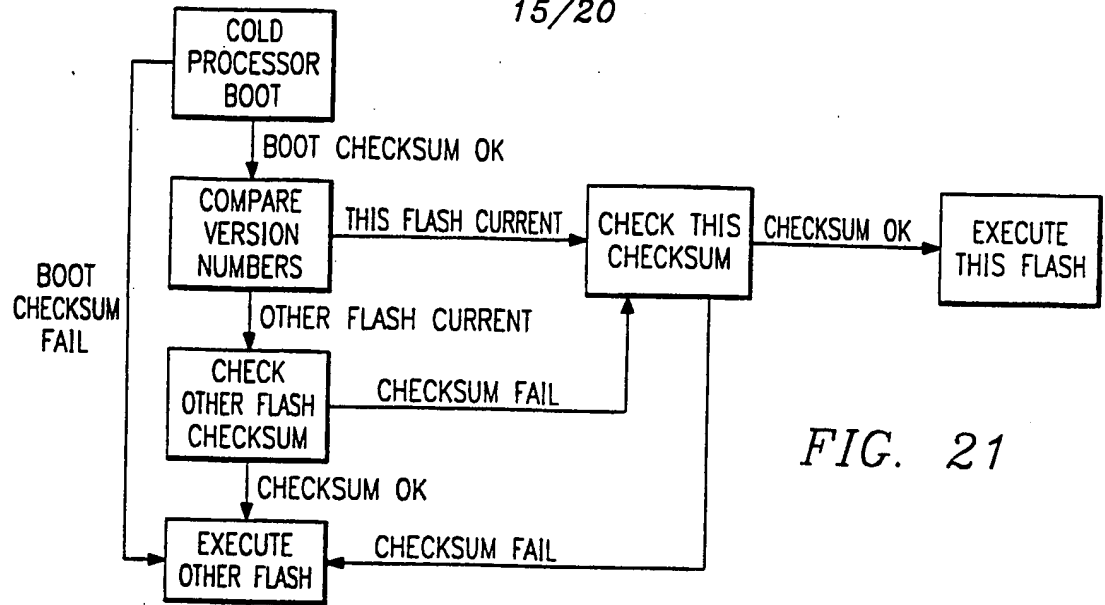 15/20
COLD
PROCESSOR
BOOT
BOOT CHECKSUM OK
COMPARE
VERSION
NUMBERS
THIS FLASH CURRENT
CHECK THIS
CHECKSUM
CHECKSUM OK
EXECUTE
THIS FLASH
BOOT
CHECKSUM
FAIL
OTHER FLASH CURRENT
CHECK
OTHER FLASH
CHECKSUM
CHECKSUM FAIL
CHECKSUM OK
EXECUTE
OTHER FLASH
CHECKSUM FAIL
FIG. 21